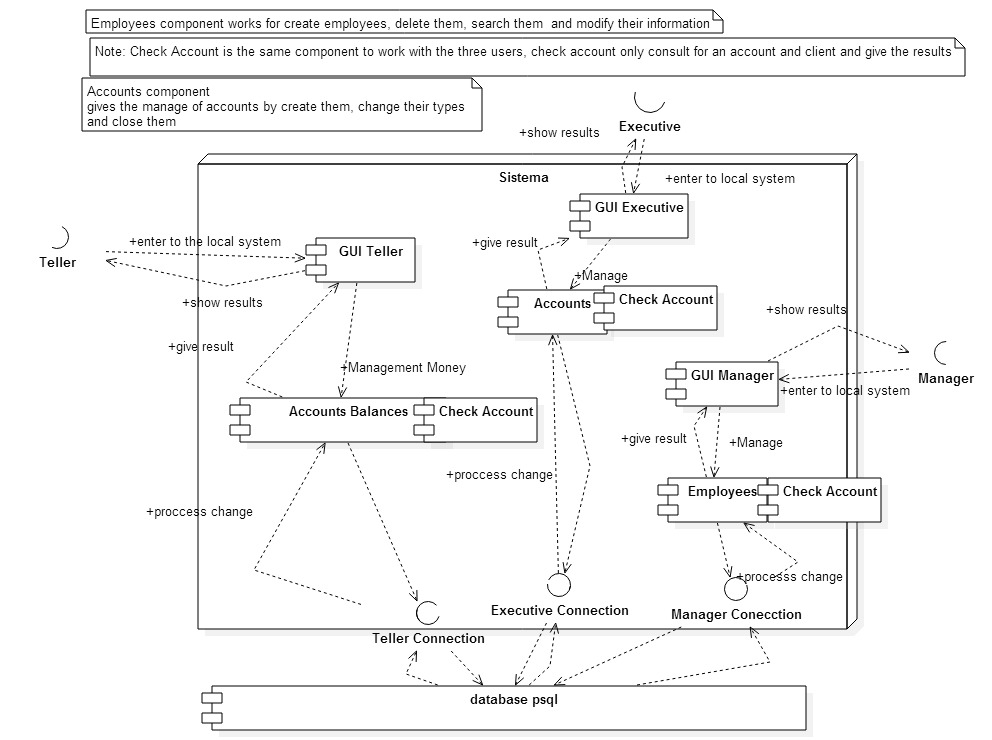 Employees component works for create employees, delete them, search them  and modify their information
Note: Check Account is the same component to work with the three users, check account only consult for an account and client and give the results
Accounts component
gives the manage of accounts by create them, change their types
and close them
+show results
Executive
Sistema
+enter to local system
GUI Executive
Teller
+enter to the local system
GUI Teller
+give result
+Manage
+show results
Accounts
Check Account
+show results
+give result
+Management Money
GUI Manager
Manager
+enter to local system
Accounts Balances
Check Account
+give result
+Manage
+proccess change
Employees
Check Account
+proccess change
+processs change
Executive Connection
Manager Conecction
Teller Connection
database psql